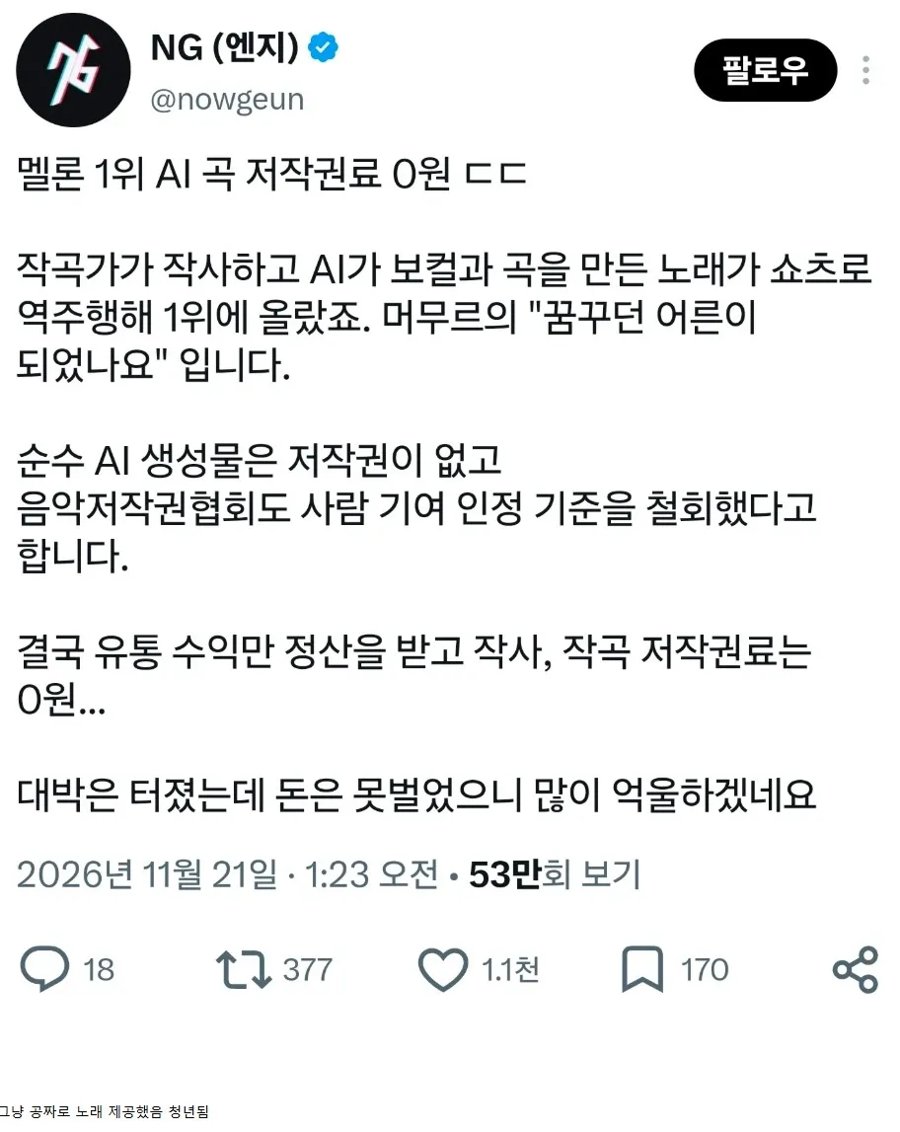 NG (엔지)
@nowgeun
팔로우
멜론 1위 AI 곡 저작권료 0원 ㄷㄷ
작곡가가 작사하고 AI가 보컬과 곡을 만든 노래가 쇼츠로
역주행해 1위에 올랐죠. 머무르의 "꿈꾸던 어른이
되었나요" 입니다.
순수 AI 생성물은 저작권이 없고
음악저작권협회도 사람 기여 인정 기준을 철회했다고
합니다.
결국 유통 수익만 정산을 받고 작사, 작곡 저작권료는
0원...
대박은 터졌는데 돈은 못벌었으니 많이 억울하겠네요
2026년 11월 21일 · 1:23 오전 · 53만회 보기
18 377 1.1천 170
그냥 공짜로 노래 제공했음 청년됨